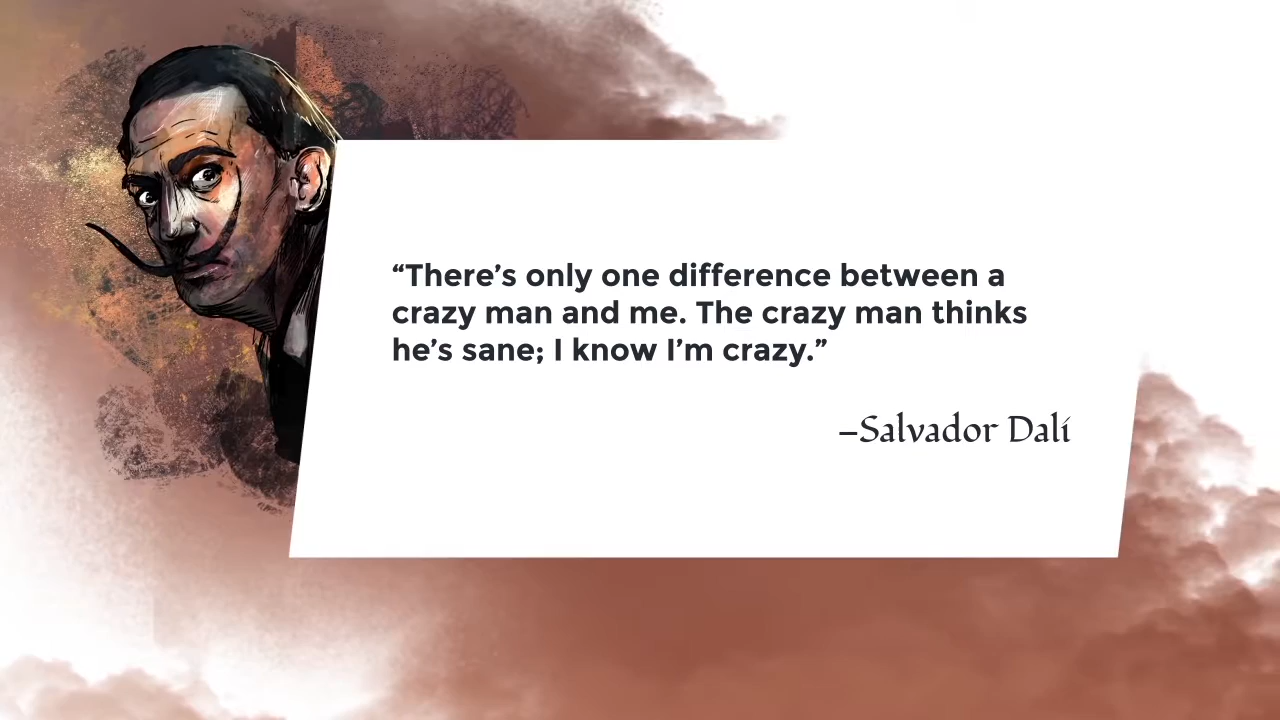 “There’s only one difference between a
crazy man and me. The crazy man thinks
he’s sane; I know I’m crazy.”
–Salvador Dalí